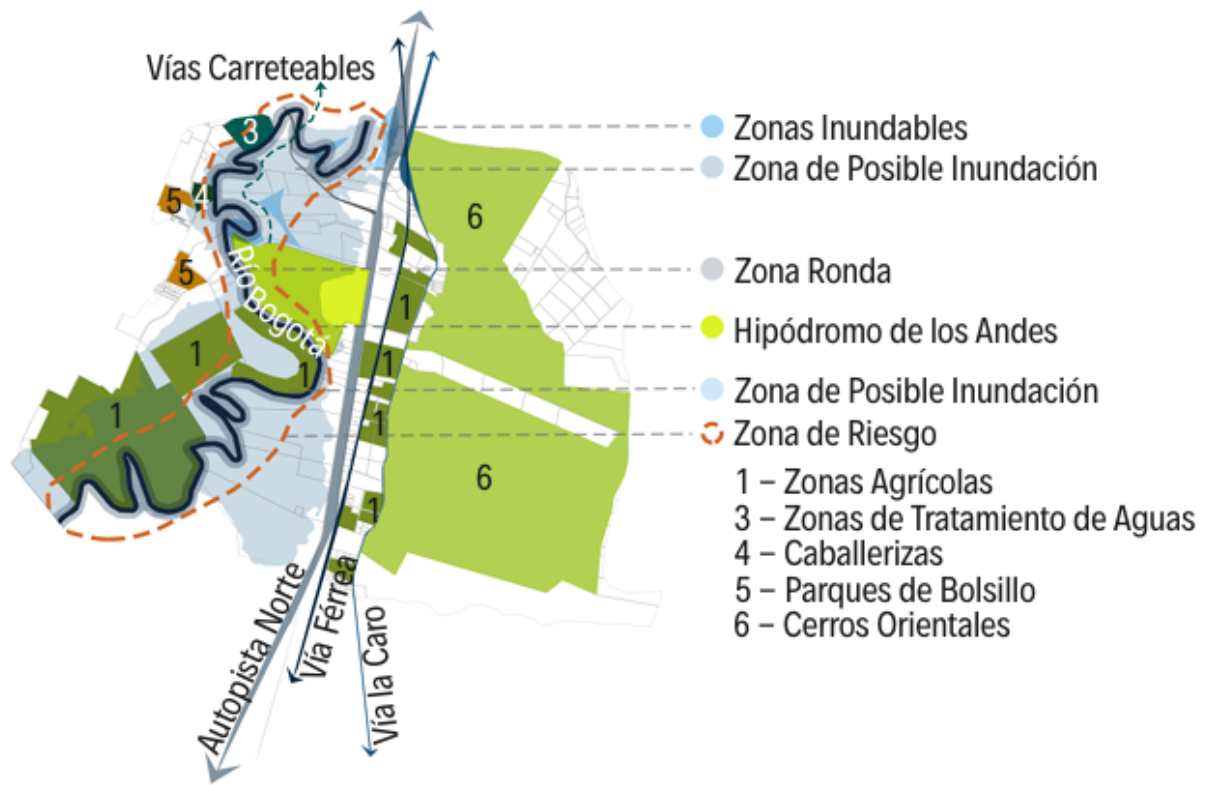 Vías Carreteables
3
5
4
5
Río Bogotá
1
1
1
1
1
1
1
6
6
Autopista Norte
Vía Férrea
Vía la Caro
Zonas Inundables
Zona de Posible Inundación
Zona Ronda
Hipódromo de los Andes
Zona de Posible Inundación
Zona de Riesgo
1 – Zonas Agrícolas
3 – Zonas de Tratamiento de Aguas
4 – Caballerizas
5 – Parques de Bolsillo
6 – Cerros Orientales